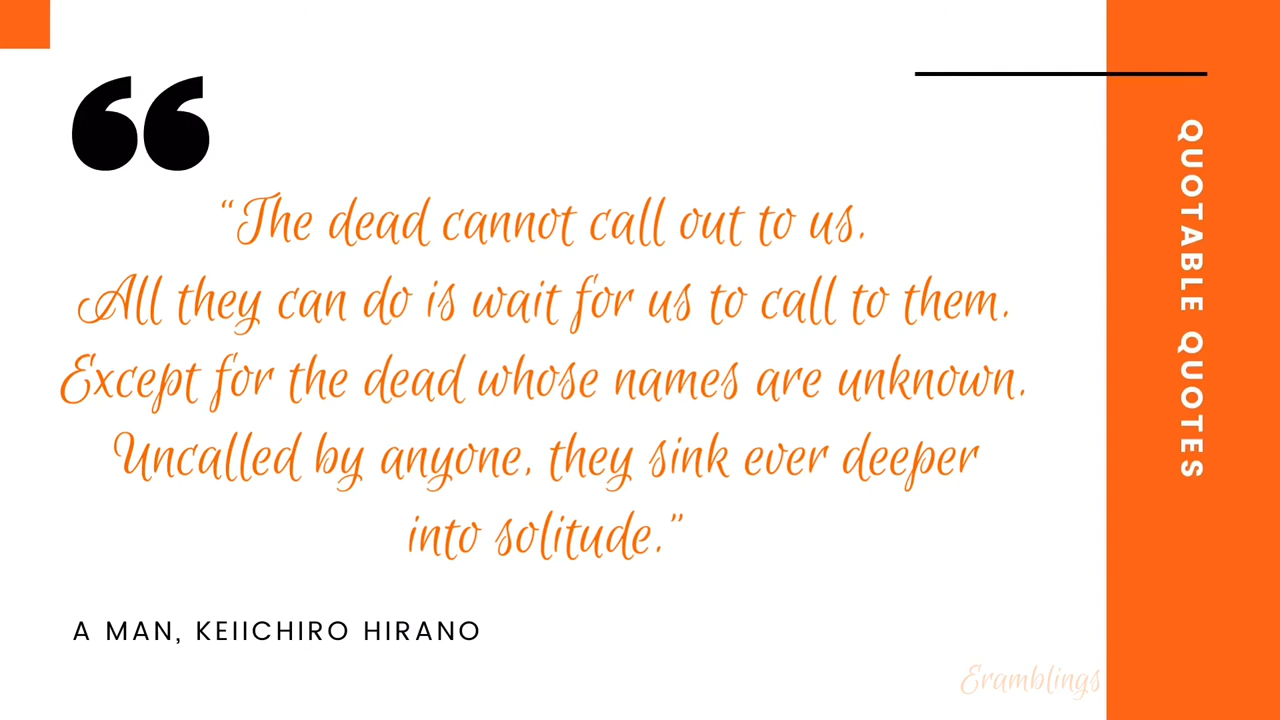 “The dead cannot call out to us.
All they can do is wait for us to call to them.
Except for the dead whose names are unknown.
Uncalled by anyone, they sink ever deeper
into solitude.”
A MAN, KEIICHIRO HIRANO
QUOTABLE QUOTES
Eramblings